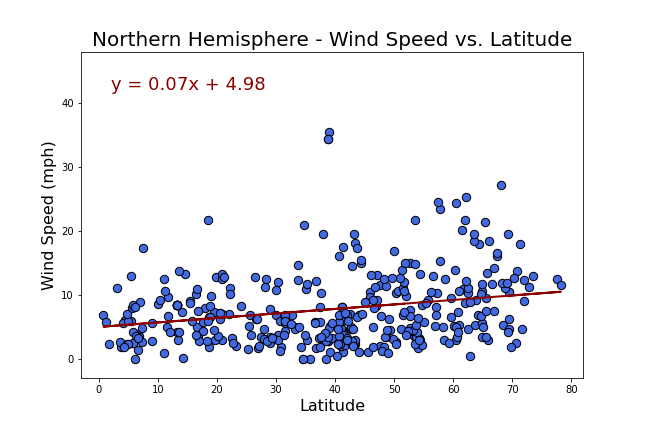 Northern Hemisphere - Wind Speed vs. Latitude
y = 0.07x + 4.98
Wind Speed (mph)
40
30
20
10
0
0 10 20 30 40 50 60 70 80
Latitude